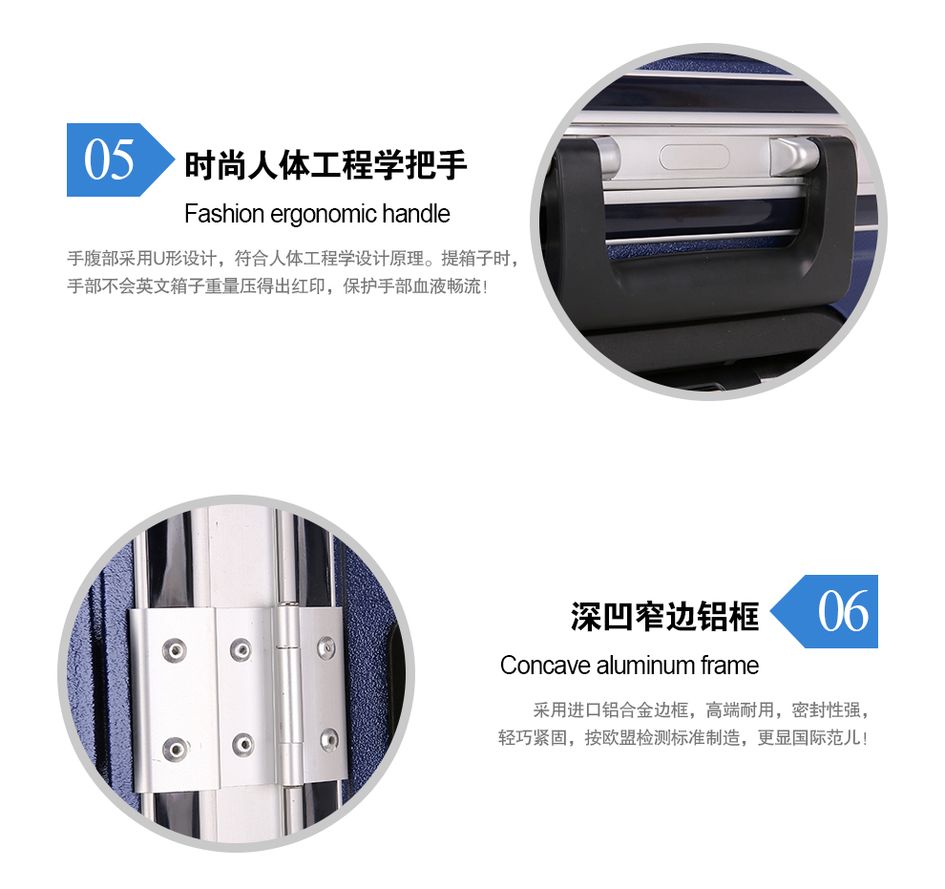 05
时尚人体工程学把手
Fashion ergonomic handle
手腹部采用U形设计，符合人体工程学设计原理。提箱子时，
手部不会英文箱子重量压得出红印，保护手部血液畅流！
深凹窄边铝框
06
Concave aluminum frame
采用进口铝合金边框，高端耐用，密封性强，
轻巧紧固，按欧盟检测标准制造，更显国际范儿！